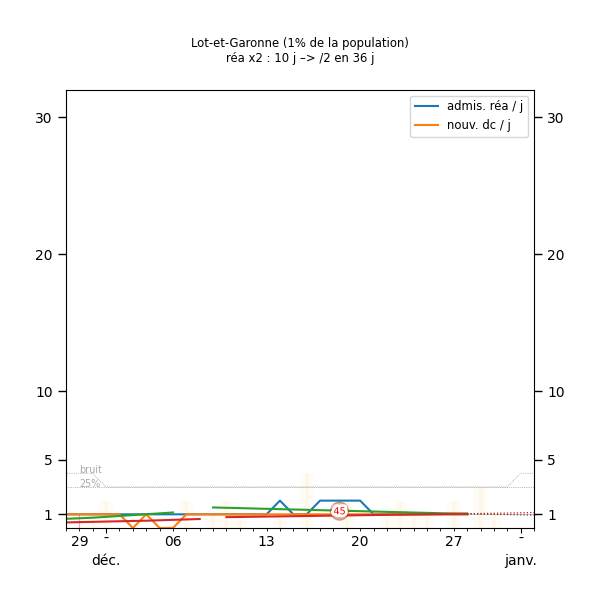 Lot-et-Garonne (1% de la population)
réa x2 : 10 j –> /2 en 36 j
admis. réa / j
nouv. dc / j
30 30
20 20
10 10
5 5
bruit
25%
45
1 1
29 - 06 13 20 27 -
déc. janv.